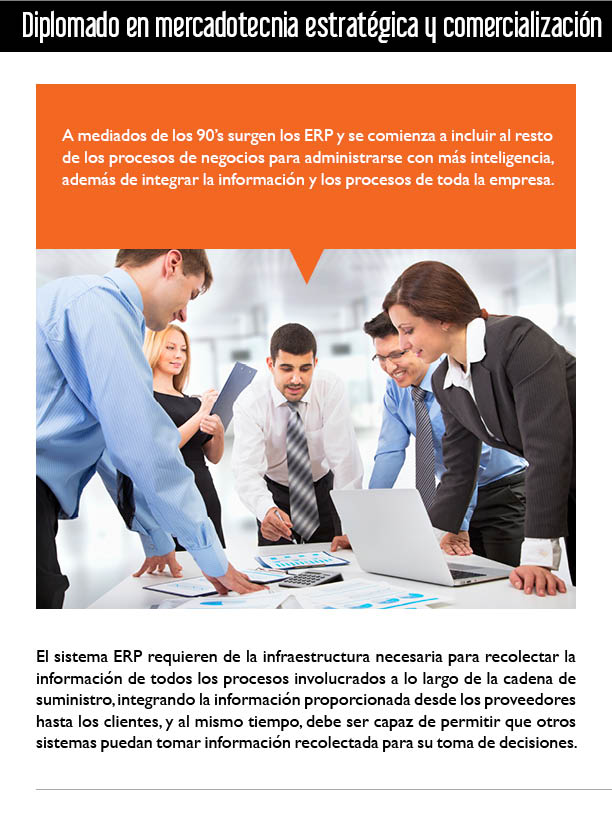 Diplomado en mercadotecnia estratégica y comercialización
A mediados de los 90's surgen los ERP y se comienza a incluir al resto
de los procesos de negocios para administrarse con más inteligencia,
además de integrar la información y los procesos de toda la empresa.
El sistema ERP requieren de la infraestructura necesaria para recolectar la
información de todos los procesos involucrados a lo largo de la cadena de
suministro, integrando la información proporcionada desde los proveedores
hasta los clientes, y al mismo tiempo, debe ser capaz de permitir que otros
sistemas puedan tomar información recolectada para su toma de decisiones.